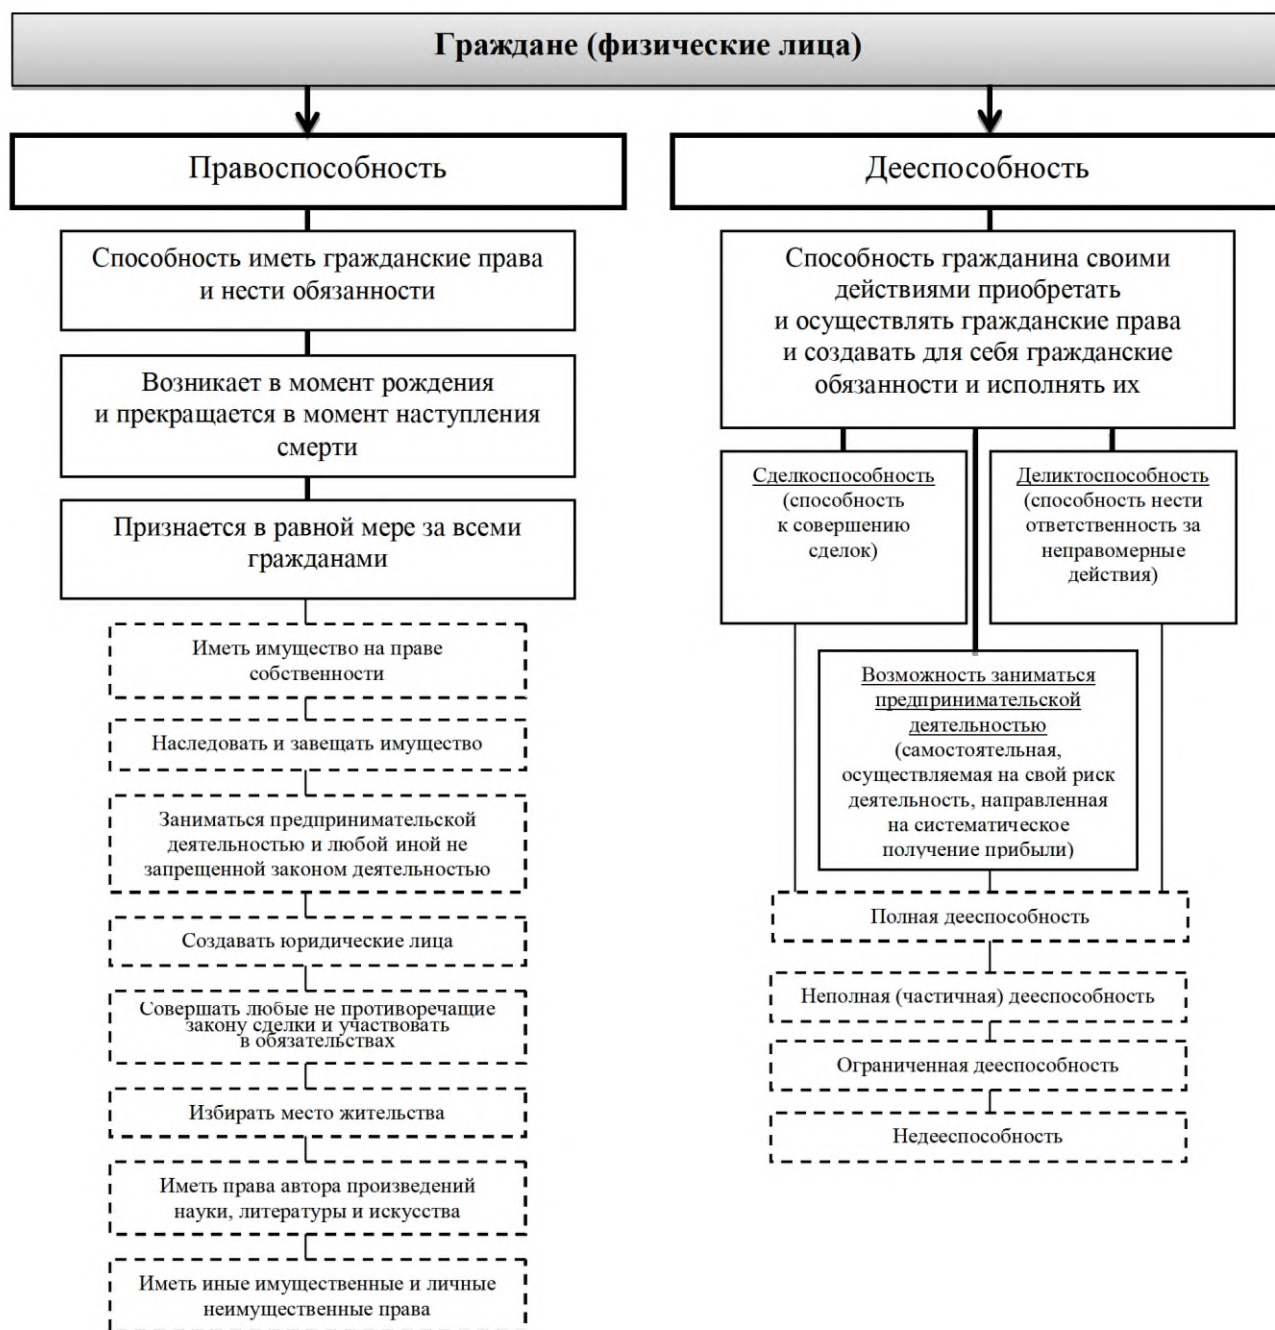 Граждане (физические лица)
Правоспособность
Способность иметь гражданские права
и нести обязанности
Возникает в момент рождения
и прекращается в момент наступления
смерти
Признается в равной мере за всеми
гражданами
Иметь имущество на праве
собственности
Наследовать и завещать имущество
Заниматься предпринимательской
деятельностью и любой иной не
запрещенной законом деятельностью
Создавать юридические лица
Совершать любые не противоречащие
закону сделки и участвовать
в обязательствах
Избирать место жительства
Иметь права автора произведений
науки, литературы и искусства
Иметь иные имущественные и личные
неимущественные права
Дееспособность
Способность гражданина своими
действиями приобретать
и осуществлять гражданские права
и создавать для себя гражданские
обязанности и исполнять их
Сделкоспособность
(способность
к совершению
сделок)
Деликтоспособность
(способность нести
ответственность за
неправомерные
действия)
Возможность заниматься
предпринимательской
деятельностью
(самостоятельная,
осуществляемая на свой риск
деятельность, направленная
на систематическое
получение прибыли)
Полная дееспособность
Неполная (частичная) дееспособность
Ограниченная дееспособность
Недееспособность